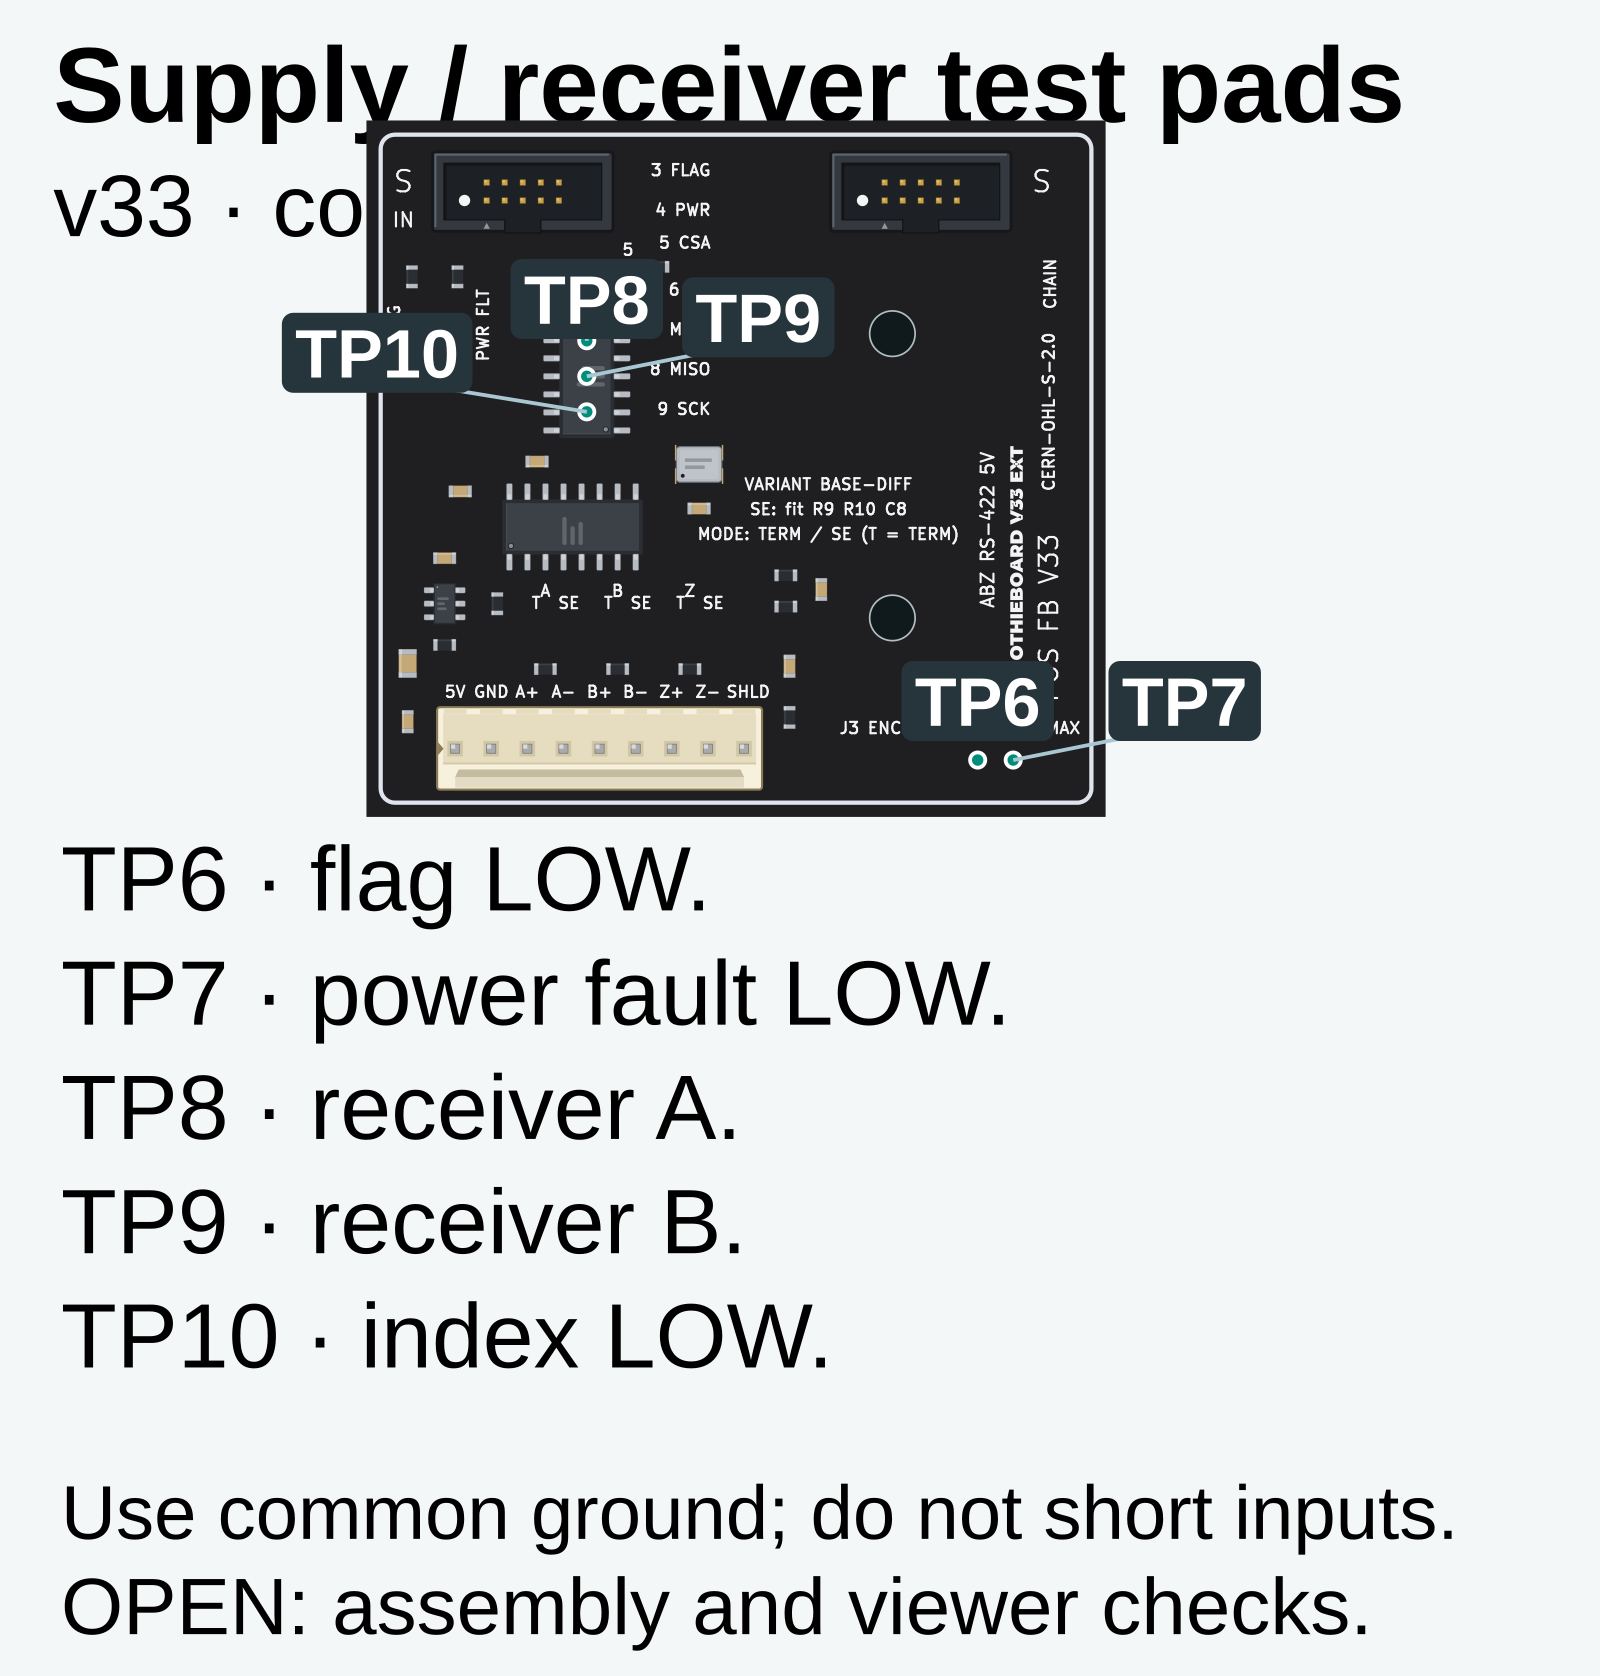 Supply / receiver test pads
v33 · co
S
IN
3 FLAG
4 PWR
5 CSA
5
6
S
CHAIN
TP8
TP9
TP10
PWR FLT
8 MISO
9 SCK
CERN-OHL-S-2.0
VARIANT BASE-DIFF
SE: fit R9 R10 C8
MODE: TERM / SE (T = TERM)
ABZ RS-422 5V
OTHIEBOARD V33 EXT
S FB V33
A B Z
T SE T SE T SE
5V GND A+ A- B+ B- Z+ Z- SHLD
J3 ENC
MAX
TP6
TP7
TP6 · flag LOW.
TP7 · power fault LOW.
TP8 · receiver A.
TP9 · receiver B.
TP10 · index LOW.
Use common ground; do not short inputs.
OPEN: assembly and viewer checks.